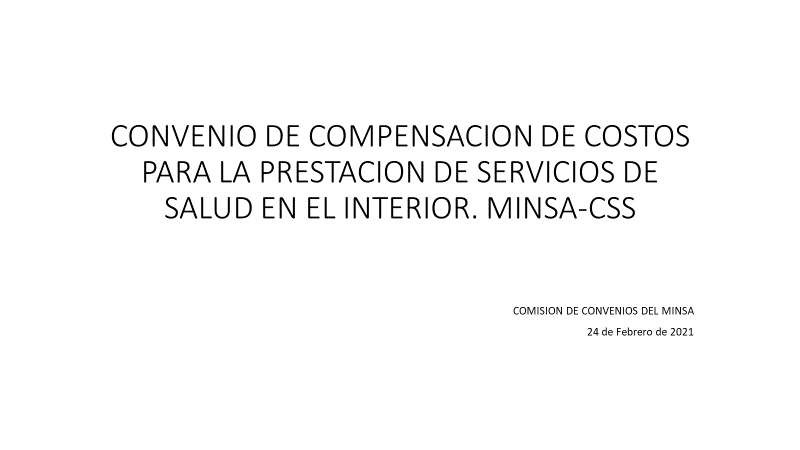 CONVENIO DE COMPENSACION DE COSTOS
PARA LA PRESTACION DE SERVICIOS DE
SALUD EN EL INTERIOR. MINSA-CSS
COMISION DE CONVENIOS DEL MINSA
24 de Febrero de 2021